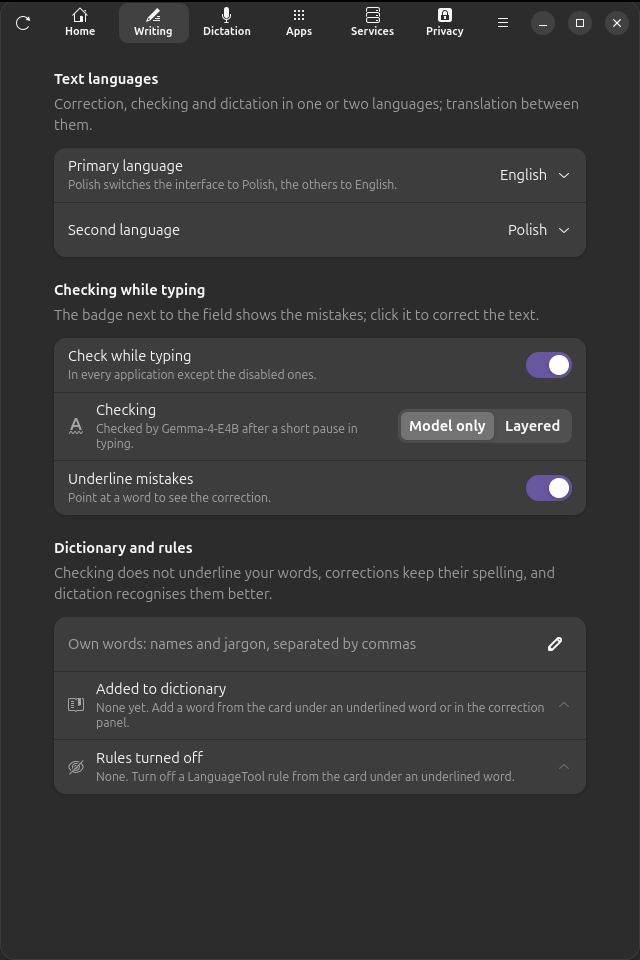 Home
Writing
Dictation
Apps
Services
Privacy
Text languages
Correction, checking and dictation in one or two languages; translation between
them.
Primary language
Polish switches the interface to Polish, the others to English.
English
Second language
Polish
Checking while typing
The badge next to the field shows the mistakes; click it to correct the text.
Check while typing
In every application except the disabled ones.
Checking
Checked by Gemma-4-E4B after a short pause in
typing.
Model only
Layered
Underline mistakes
Point at a word to see the correction.
Dictionary and rules
Checking does not underline your words, corrections keep their spelling, and
dictation recognises them better.
Own words: names and jargon, separated by commas
Added to dictionary
None yet. Add a word from the card under an underlined word or in the correction
panel.
Rules turned off
None. Turn off a LanguageTool rule from the card under an underlined word.